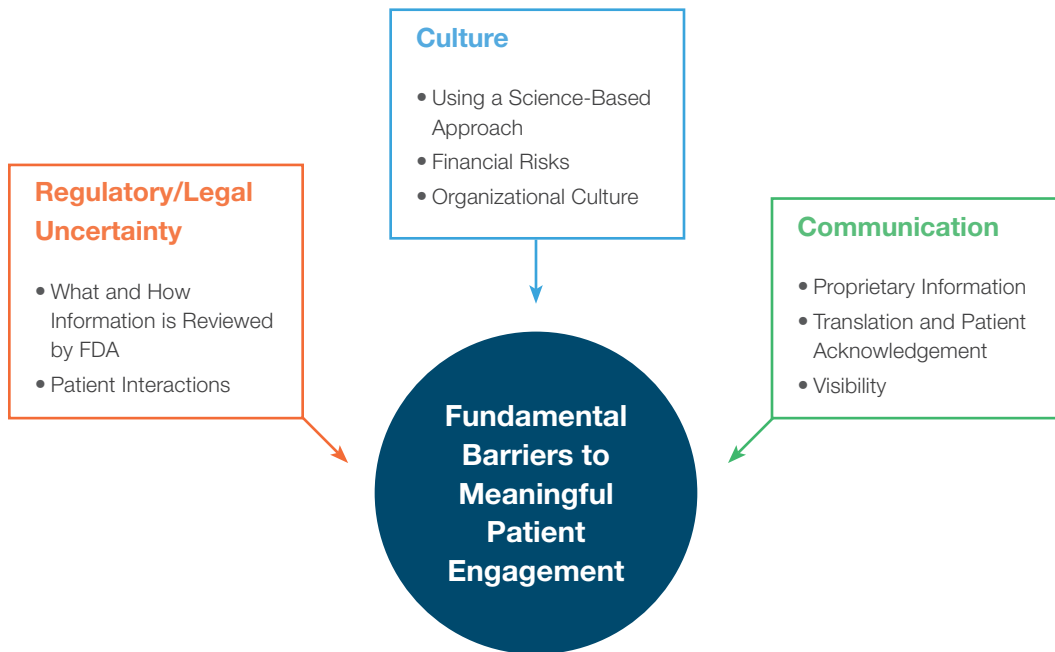 Culture
• Using a Science-Based
Approach
• Financial Risks
• Organizational Culture
Regulatory/Legal
Uncertainty
• What and How
Information is Reviewed
by FDA
• Patient Interactions
Communication
• Proprietary Information
• Translation and Patient
Acknowledgement
• Visibility
Fundamental
Barriers to
Meaningful
Patient
Engagement